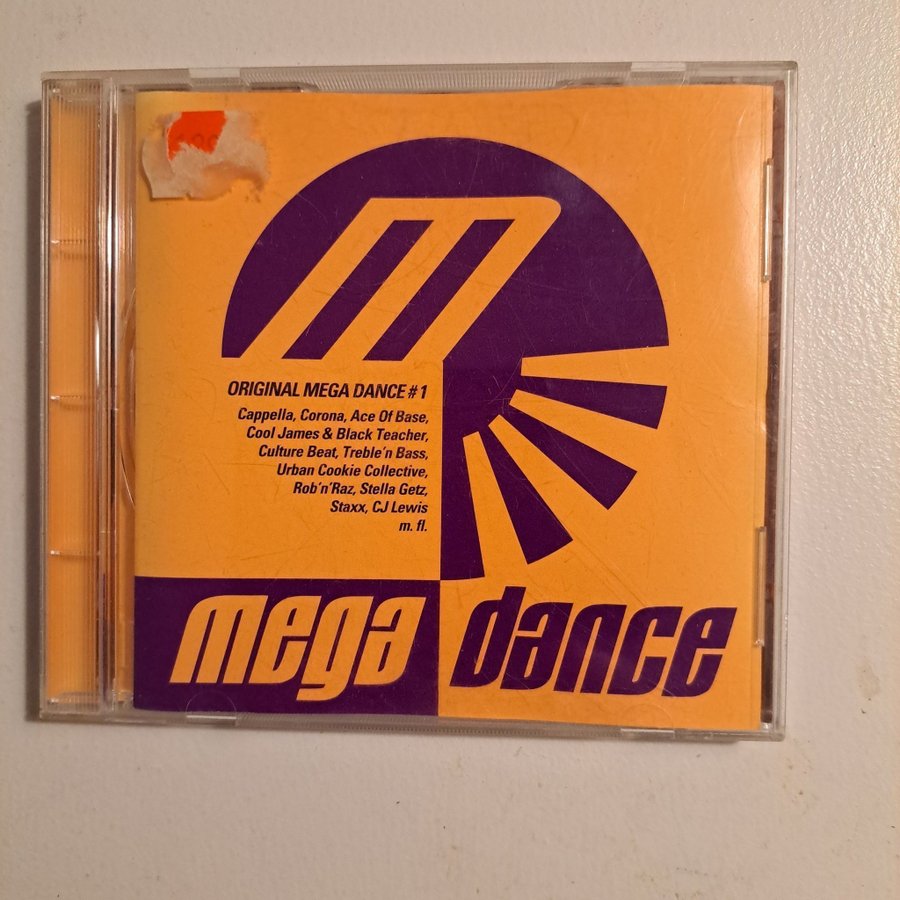 ORIGINAL MEGA DANCE #1
Cappella, Corona, Ace Of Base,
Cool James & Black Teacher,
Culture Beat, Treble'n Bass,
Urban Cookie Collective,
Rob'n'Raz, Stella Getz,
Staxx, CJ Lewis
m. fl.
mega dance